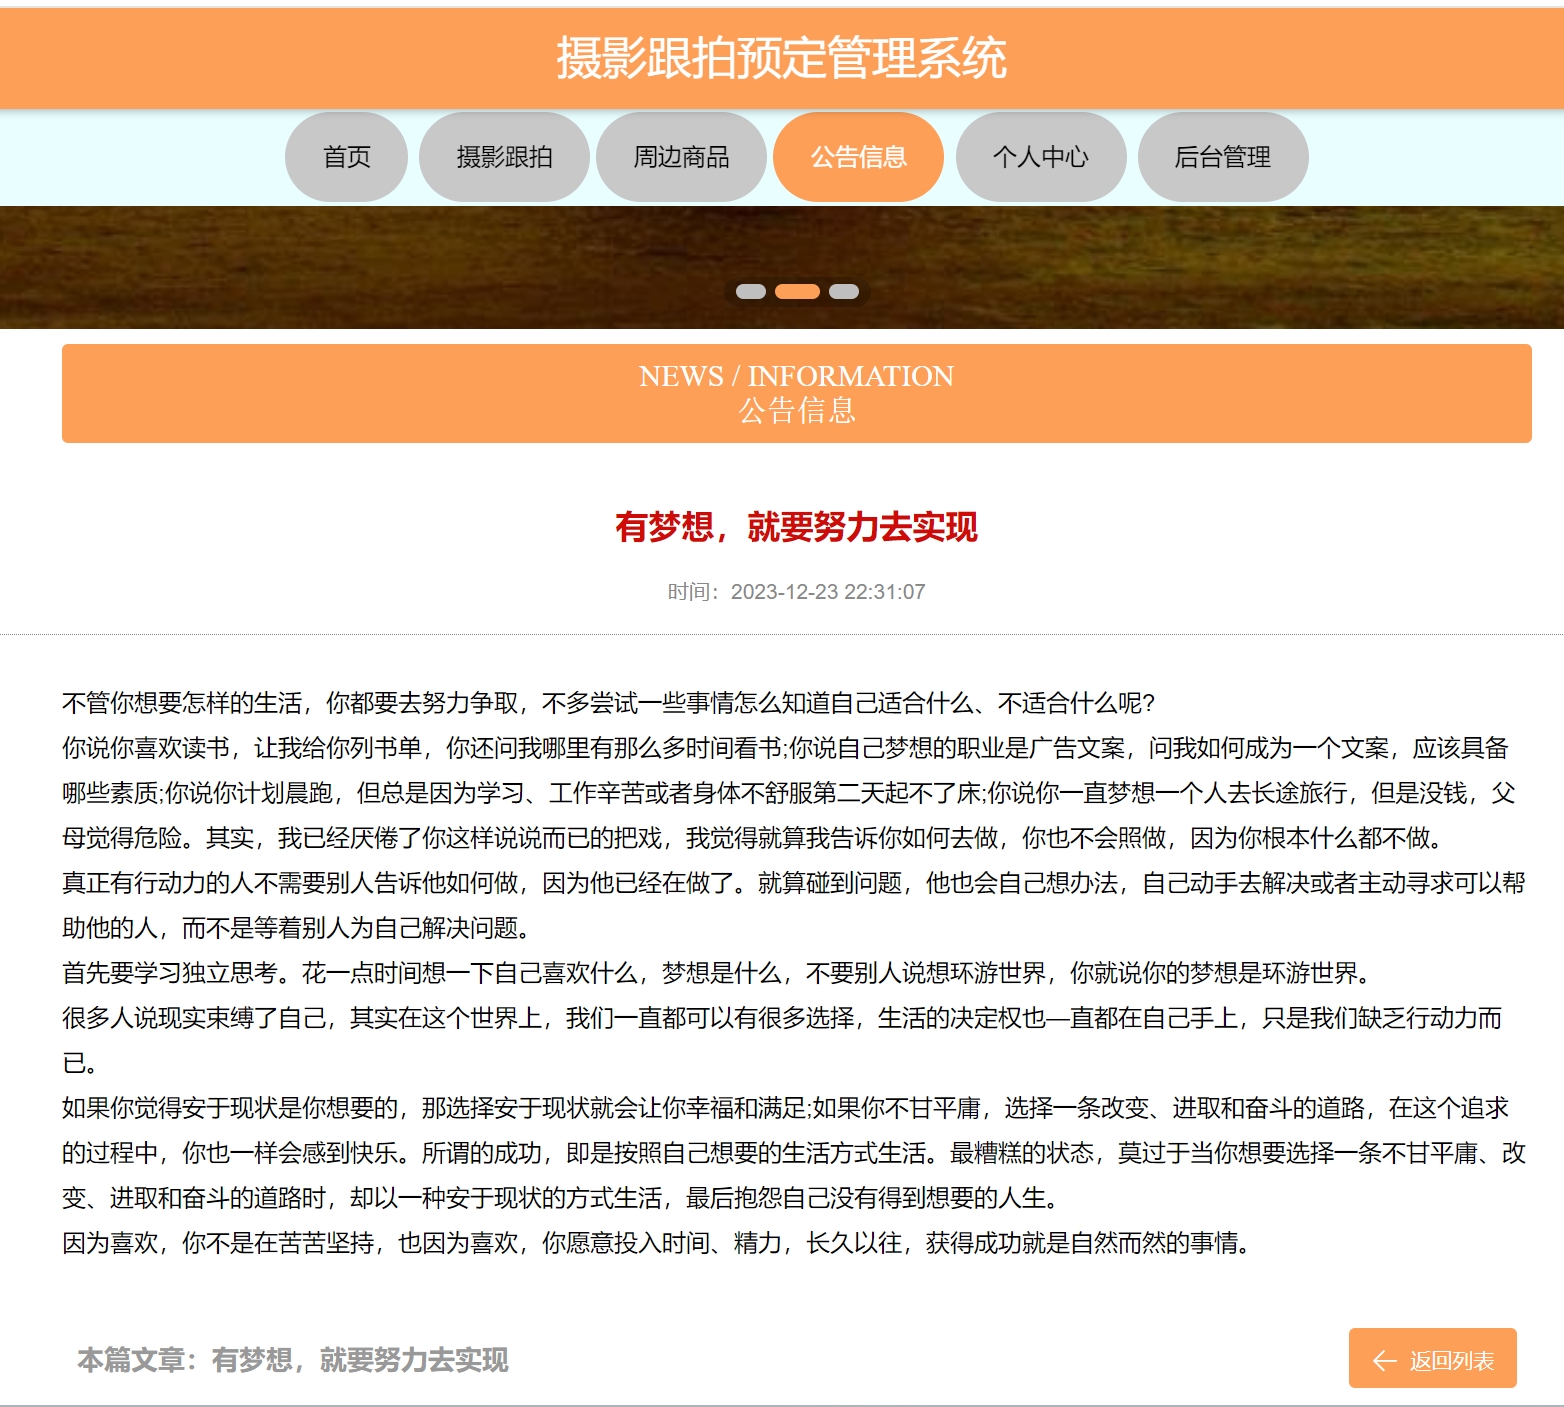 摄影跟拍预定管理系统
首页 摄影跟拍 周边商品 公告信息 个人中心 后台管理
NEWS / INFORMATION
公告信息
有梦想，就要努力去实现
时间：2023-12-23 22:31:07
不管你想要怎样的生活，你都要去努力争取，不多尝试一些事情怎么知道自己适合什么、不适合什么呢?
你说你喜欢读书，让我给你列书单，你还问我哪里有那么多时间看书;你说自己梦想的职业是广告文案，问我如何成为一个文案，应该具备
哪些素质;你说你计划晨跑，但总是因为学习、工作辛苦或者身体不舒服第二天起不了床;你说你一直梦想一个人去长途旅行，但是没钱，父
母觉得危险。其实，我已经厌倦了你这样说说而已的把戏，我觉得就算我告诉你如何去做，你也不会照做，因为你根本什么都不做。
真正有行动力的人不需要别人告诉他如何做，因为他已经在做了。就算碰到问题，他也会自己想办法，自己动手去解决或者主动寻求可以帮
助他的人，而不是等着别人为自己解决问题。
首先要学习独立思考。花一点时间想一下自己喜欢什么，梦想是什么，不要别人说想环游世界，你就说你的梦想是环游世界。
很多人说现实束缚了自己，其实在这个世界上，我们一直都可以有很多选择，生活的决定权也—直都在自己手上，只是我们缺乏行动力而
已。
如果你觉得安于现状是你想要的，那选择安于现状就会让你幸福和满足;如果你不甘平庸，选择一条改变、进取和奋斗的道路，在这个追求
的过程中，你也一样会感到快乐。所谓的成功，即是按照自己想要的生活方式生活。最糟糕的状态，莫过于当你想要选择一条不甘平庸、改
变、进取和奋斗的道路时，却以一种安于现状的方式生活，最后抱怨自己没有得到想要的人生。
因为喜欢，你不是在苦苦坚持，也因为喜欢，你愿意投入时间、精力，长久以往，获得成功就是自然而然的事情。
本篇文章：有梦想，就要努力去实现
返回列表